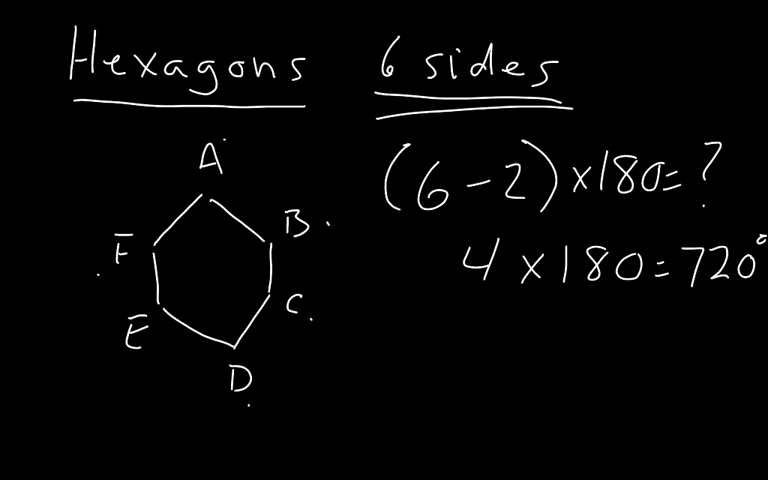 Hexagons 6 sides
(6-2)×180=?
4×180=720°
A
B
F
C
E
D